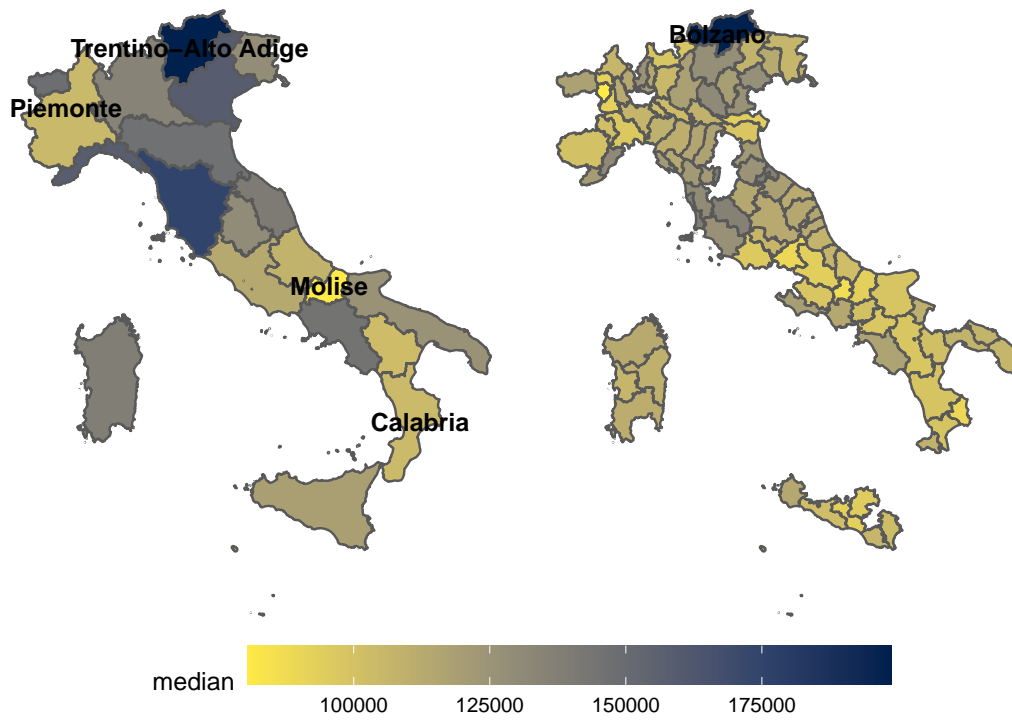 Bolzano
Trentino−Alto Adige
Piemonte
Molise
Calabria
median
100000 125000 150000 175000